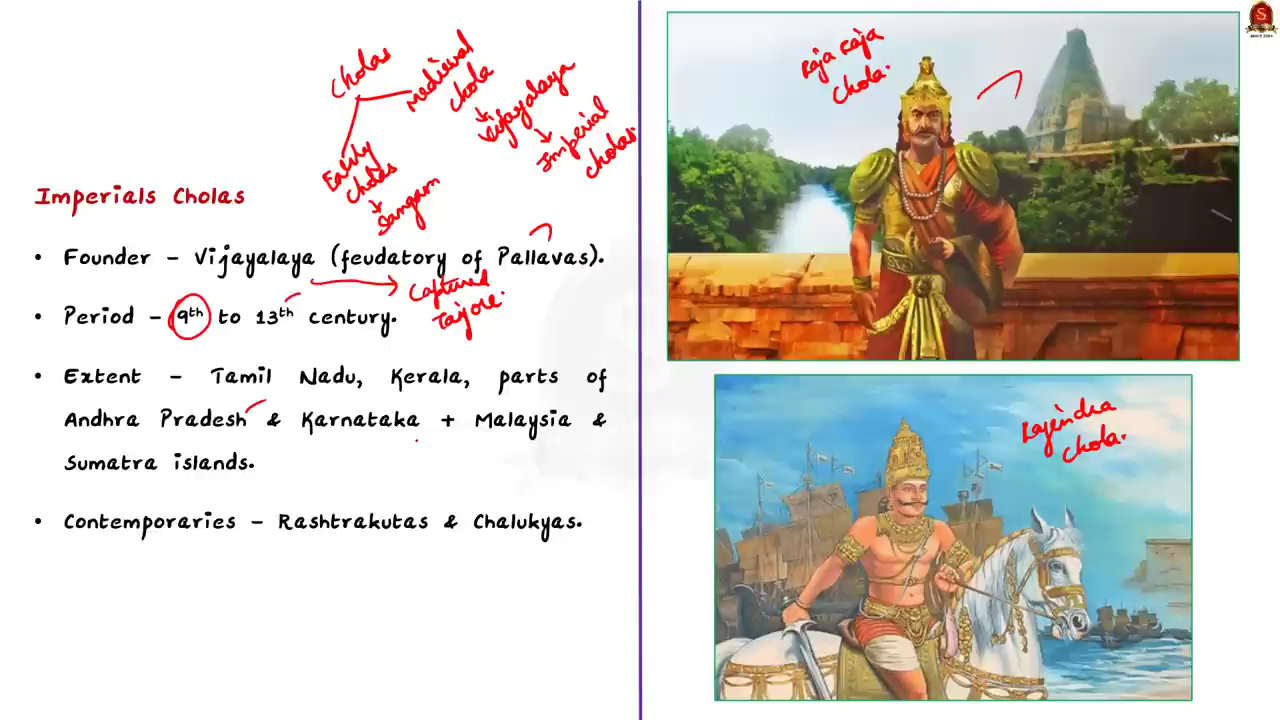 Cholas
Medieval
Chola
Vijayalaya
Imperial
Cholas
Early
Cholas
Sangam
Imperials Cholas
• Founder – Vijayalaya (feudatory of Pallavas).
Captured
Tajore.
• Period – 9th to 13th century.
• Extent – Tamil Nadu, Kerala, parts of
Andhra Pradesh & Karnataka + Malaysia &
Sumatra islands.
• Contemporaries – Rashtrakutas & Chalukyas.
Raja Raja
Chola.
Rajendra
Chola.
S